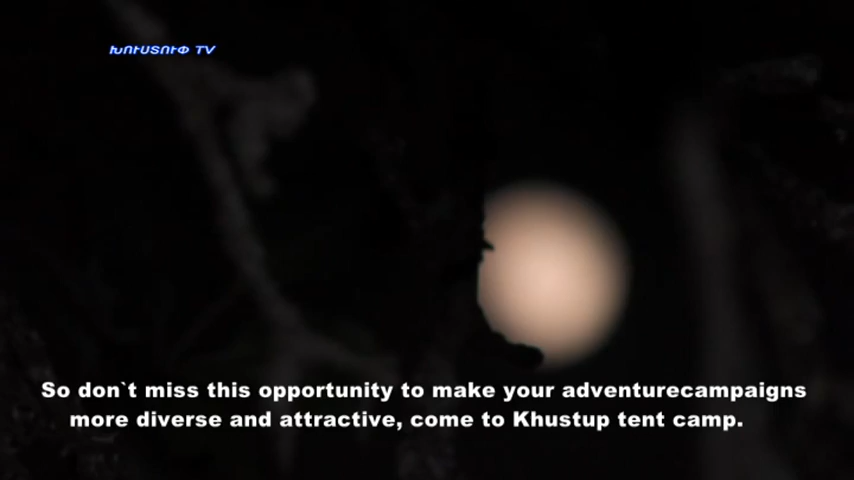 ԽՈՒՍՏՈՒՓ TV
So don`t miss this opportunity to make your adventurecampaigns
more diverse and attractive, come to Khustup tent camp.